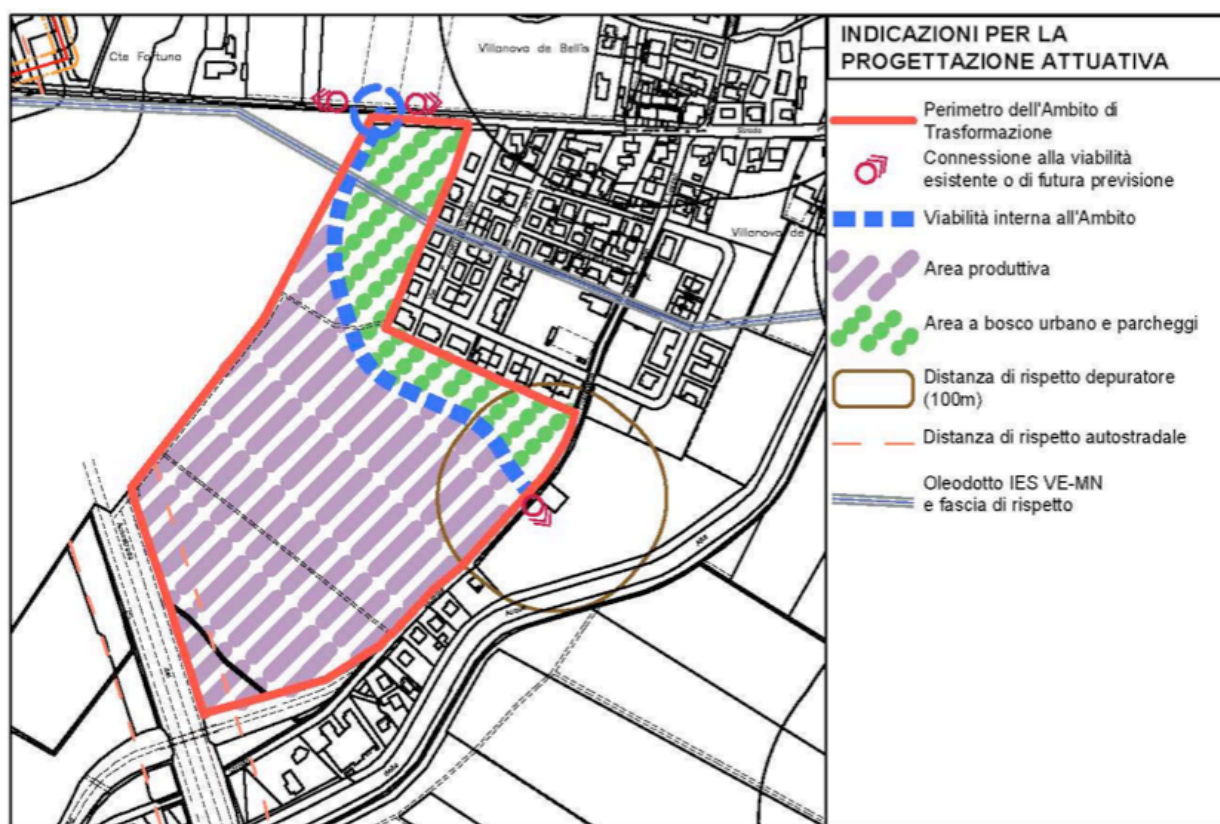 INDICAZIONI PER LA
PROGETTAZIONE ATTUATIVA
Perimetro dell'Ambito di
Trasformazione
Connessione alla viabilità
esistente o di futura previsione
Viabilità interna all'Ambito
Area produttiva
Area a bosco urbano e parcheggi
Distanza di rispetto depuratore
(100m)
Distanza di rispetto autostradale
Oleodotto IES VE-MN
e fascia di rispetto
Cte Fortuna
Villanova de Bellis
Strada
Villanova de